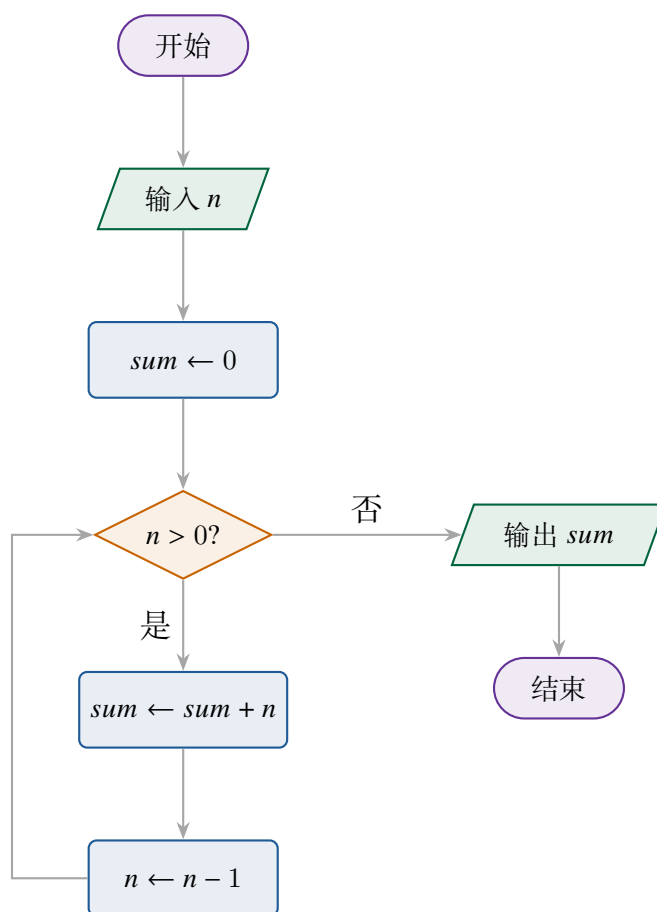 开始
输入 n
sum ← 0
n > 0?
否
输出 sum
是
sum ← sum + n
结束
n ← n − 1